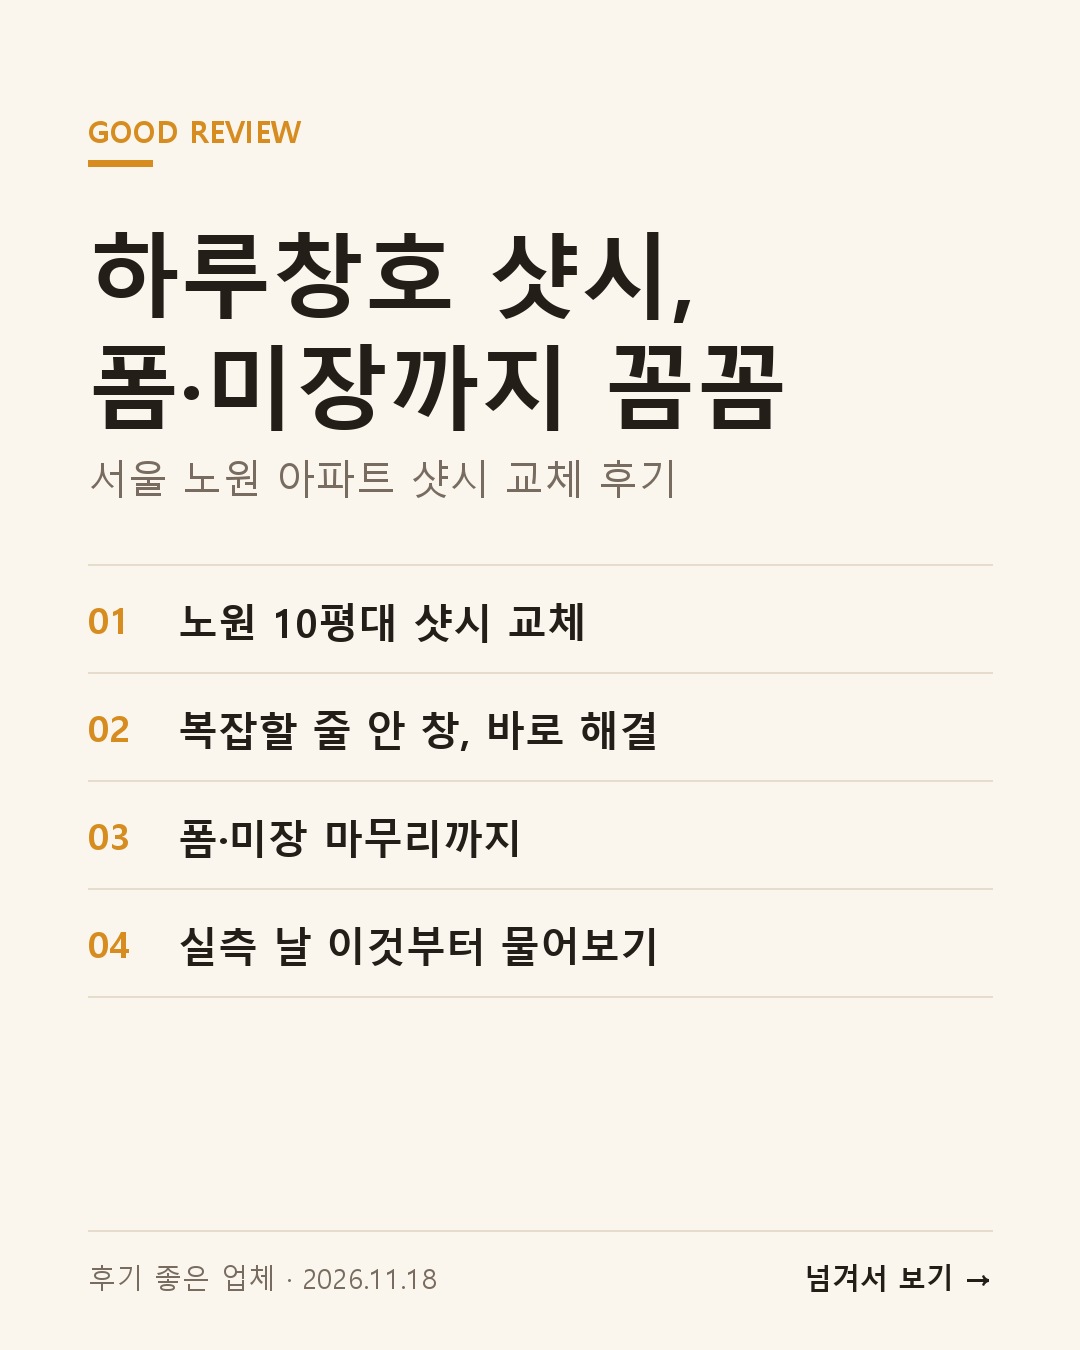 GOOD REVIEW
하루창호 샷시,
폼·미장까지 꼼꼼
서울 노원 아파트 샷시 교체 후기
01 노원 10평대 샷시 교체
02 복잡할 줄 안 창, 바로 해결
03 폼·미장 마무리까지
04 실측 날 이것부터 물어보기
후기 좋은 업체 · 2026.11.18
넘겨서 보기 →